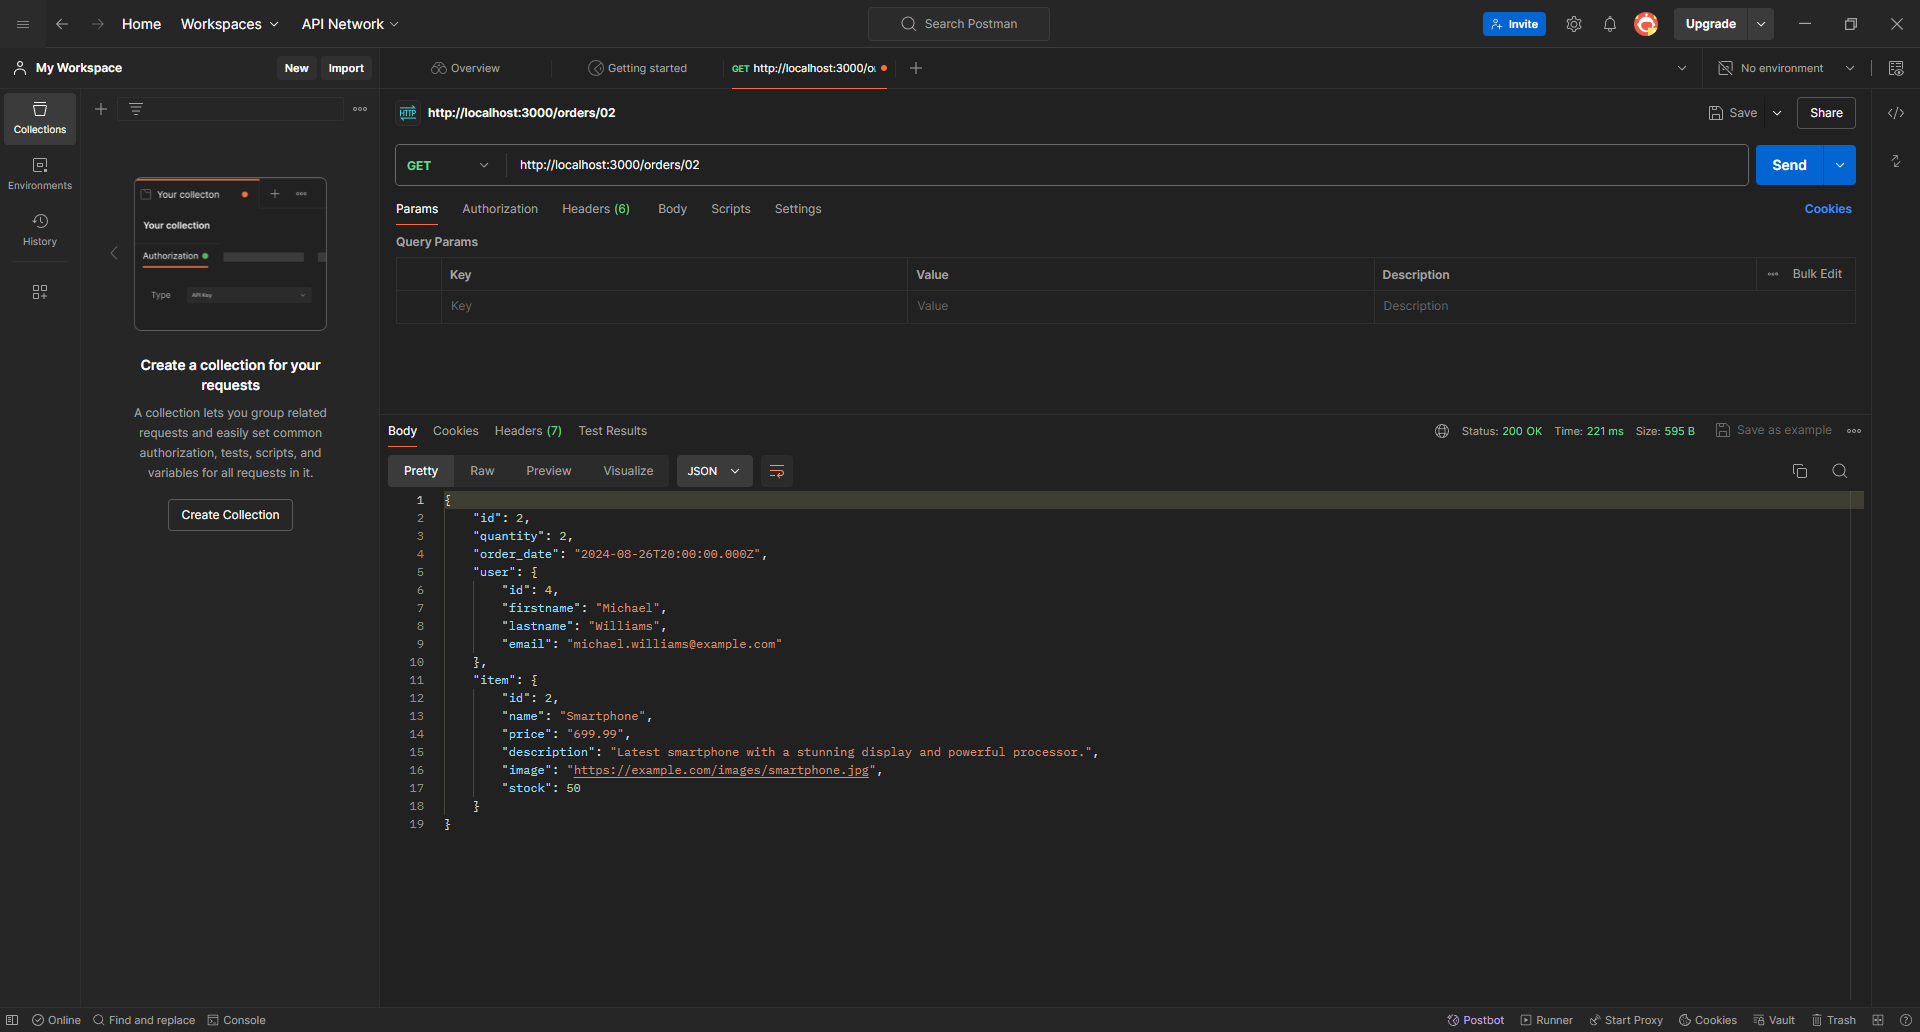 Home
Workspaces
API Network
Search Postman
Invite
Upgrade
My Workspace
New
Import
Overview
Getting started
GET http://localhost:3000/o
No environment
Collections
Environments
History
Your collecton
Your collection
Authorization
Type
API Key
Create a collection for your
requests
A collection lets you group related
requests and easily set common
authorization, tests, scripts, and
variables for all requests in it.
Create Collection
HTTP http://localhost:3000/orders/02
Save
Share
GET
http://localhost:3000/orders/02
Send
Params
Authorization
Headers (6)
Body
Scripts
Settings
Cookies
Query Params
Key Value Description Bulk Edit
Key Value Description
Body
Cookies
Headers (7)
Test Results
Status: 200 OK Time: 221 ms Size: 595 B
Save as example
Pretty
Raw
Preview
Visualize
JSON
1 {
2 "id": 2,
3 "quantity": 2,
4 "order_date": "2024-08-26T20:00:00.000Z",
5 "user": {
6 "id": 4,
7 "firstname": "Michael",
8 "lastname": "Williams",
9 "email": "michael.williams@example.com"
10 },
11 "item": {
12 "id": 2,
13 "name": "Smartphone",
14 "price": "699.99",
15 "description": "Latest smartphone with a stunning display and powerful processor.",
16 "image": "https://example.com/images/smartphone.jpg",
17 "stock": 50
18 }
19 }
Online
Find and replace
Console
Postbot
Runner
Start Proxy
Cookies
Vault
Trash